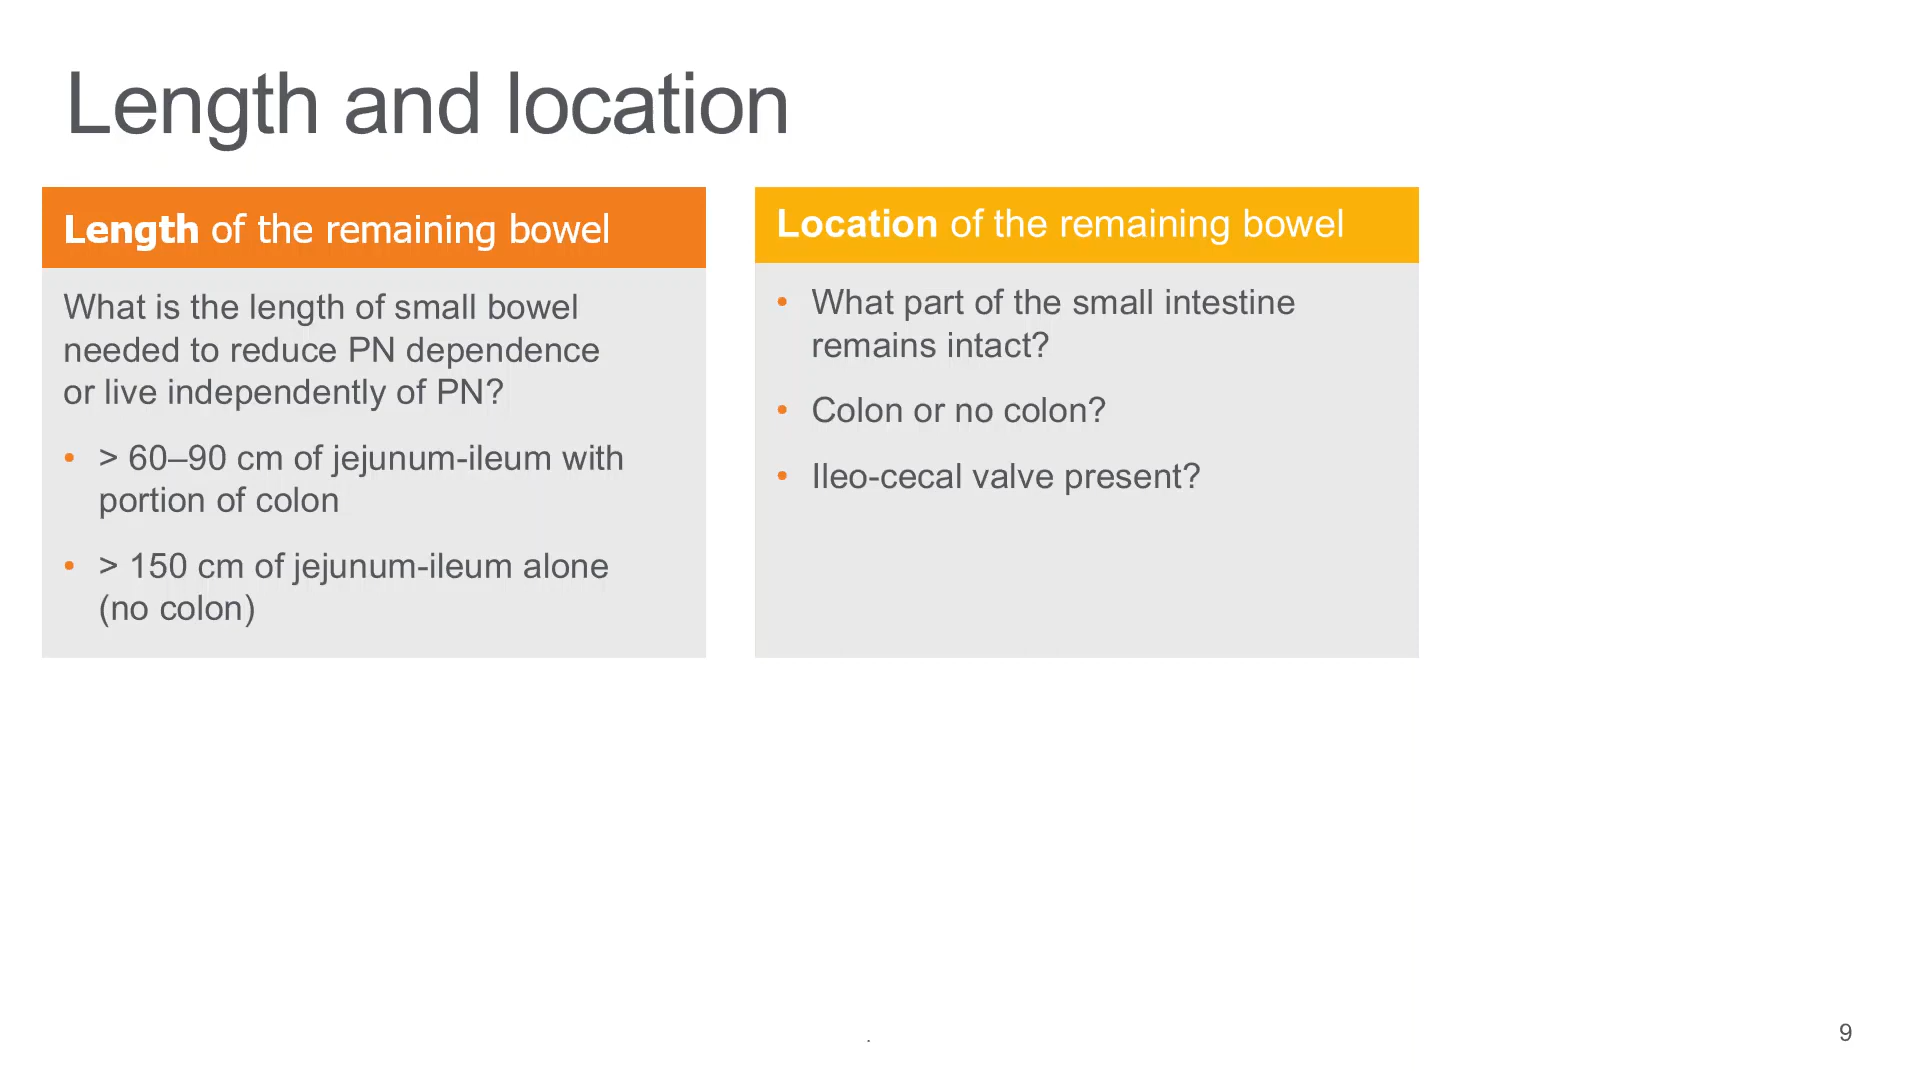 Length and location
Length of the remaining bowel
What is the length of small bowel
needed to reduce PN dependence
or live independently of PN?
• > 60–90 cm of jejunum-ileum with
portion of colon
• > 150 cm of jejunum-ileum alone
(no colon)
Location of the remaining bowel
• What part of the small intestine
remains intact?
• Colon or no colon?
• Ileo-cecal valve present?
.
9